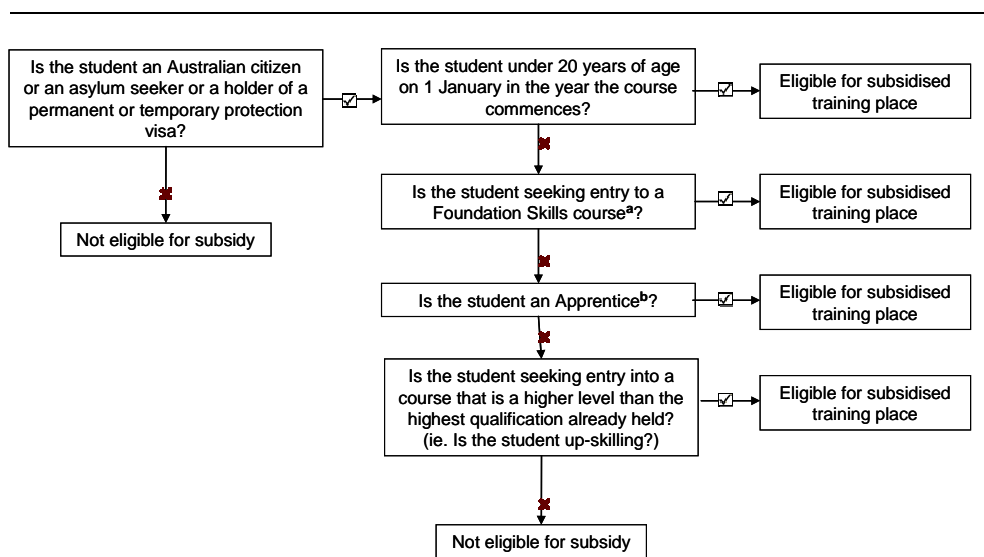 Is the student an Australian citizen
or an asylum seeker or a holder of a
permanent or temporary protection
visa?
Not eligible for subsidy
Is the student under 20 years of age
on 1 January in the year the course
commences?
Eligible for subsidised
training place
Is the student seeking entry to a
Foundation Skills courseᵃ?
Eligible for subsidised
training place
Is the student an Apprenticeᵇ?
Eligible for subsidised
training place
Is the student seeking entry into a
course that is a higher level than the
highest qualification already held?
(ie. Is the student up-skilling?)
Eligible for subsidised
training place
Not eligible for subsidy